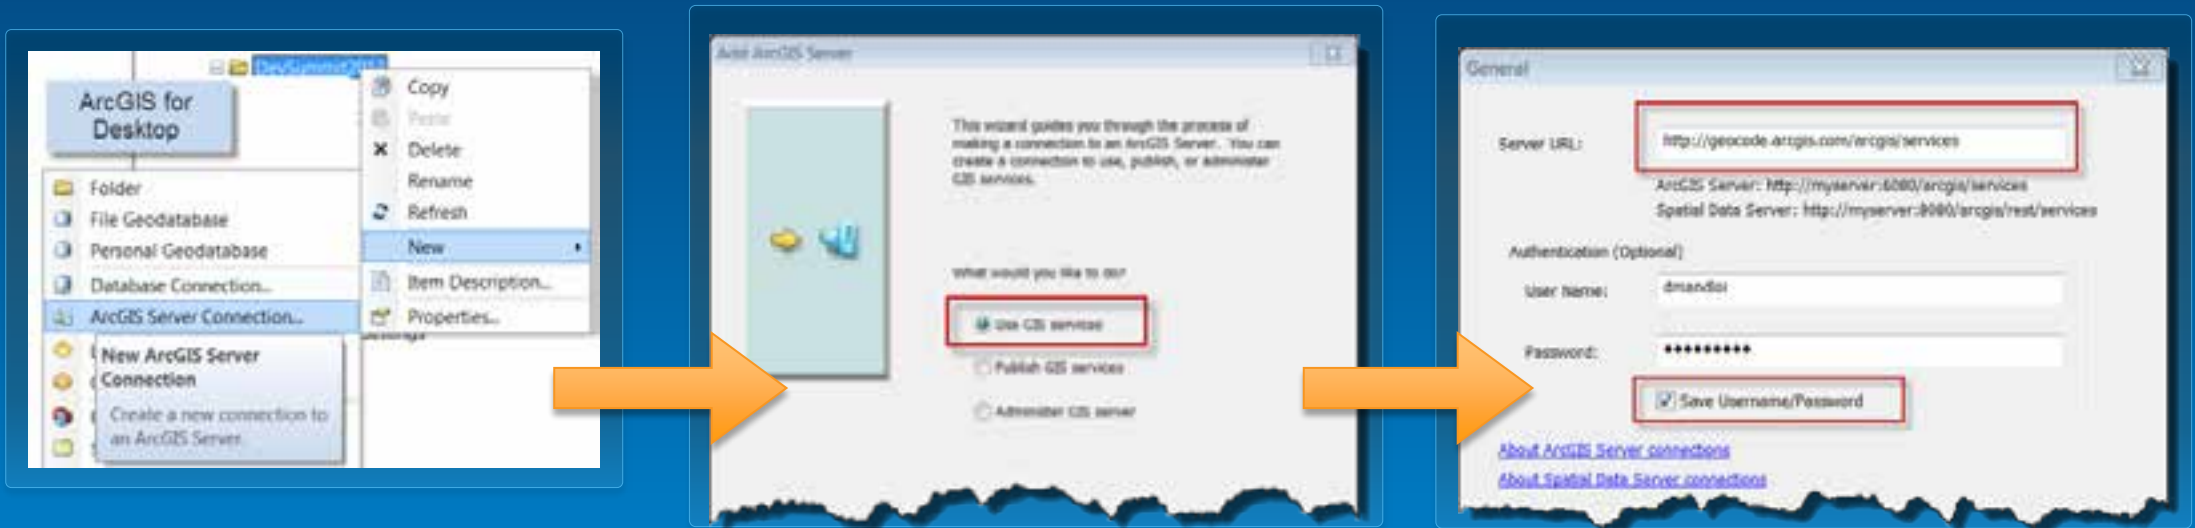 ArcGIS for
Desktop
Copy
Paste
Delete
Rename
Refresh
New
Item Description...
Properties...
Folder
File Geodatabase
Personal Geodatabase
Database Connection...
ArcGIS Server Connection...
New ArcGIS Server
Connection
Create a new connection to
an ArcGIS Server.
Add ArcGIS Server
This wizard guides you through the process of
making a connection to an ArcGIS Server. You can
create a connection to use, publish, or administer
GIS services.
What would you like to do?
Use GIS services
Publish GIS services
Administer GIS server
General
Server URL:
http://geocode.arcgis.com/arcgis/services
ArcGIS Server: http://myserver:6080/arcgis/services
Spatial Data Server: http://myserver:8080/arcgis/rest/services
Authentication (Optional)
User Name:
dmandloi
Password:
•••••••••
Save Username/Password
About ArcGIS Server connections
About Spatial Data Server connections